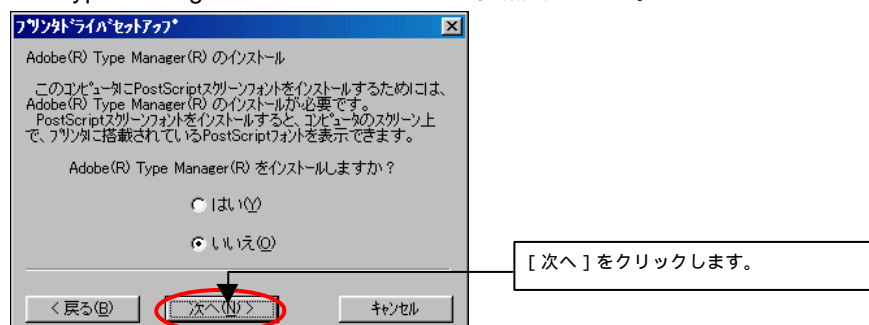 ﾌﾟﾘﾝﾀﾄﾞﾗｲﾊﾞｾｯﾄｱｯﾌﾟ
Adobe(R) Type Manager(R) のｲﾝｽﾄｰﾙ
このｺﾝﾋﾟｭｰﾀにPostScriptｽｸﾘｰﾝﾌｫﾝﾄをｲﾝｽﾄｰﾙするためには、
Adobe(R) Type Manager(R) のｲﾝｽﾄｰﾙが必要です。
PostScriptｽｸﾘｰﾝﾌｫﾝﾄをｲﾝｽﾄｰﾙすると、ｺﾝﾋﾟｭｰﾀのｽｸﾘｰﾝ上
で、ﾌﾟﾘﾝﾀに搭載されているPostScriptﾌｫﾝﾄを表示できます。
Adobe(R) Type Manager(R) をｲﾝｽﾄｰﾙしますか？
はい(Y)
いいえ(O)
[ 次へ ] をクリックします。
< 戻る(B)
次へ(N) >
ｷｬﾝｾﾙ